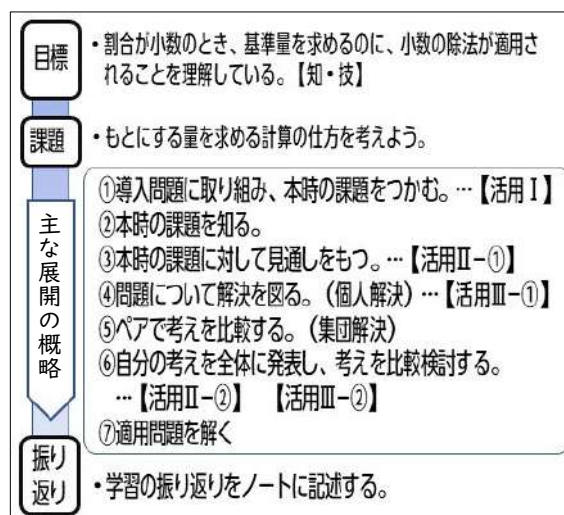 目標
・割合が小数のとき、基準量を求めるのに、小数の除法が適用さ
れることを理解している。【知・技】
課題
・もとにする量を求める計算の仕方を考えよう。
主な展開の概略
①導入問題に取り組み、本時の課題をつかむ。…【活用Ⅰ】
②本時の課題を知る。
③本時の課題に対して見通しをもつ。…【活用Ⅱ-①】
④問題について解決を図る。(個人解決)…【活用Ⅲ-①】
⑤ペアで考えを比較する。(集団解決)
⑥自分の考えを全体に発表し、考えを比較検討する。
…【活用Ⅱ-②】 【活用Ⅲ-②】
⑦適用問題を解く
振り
返り
・学習の振り返りをノートに記述する。